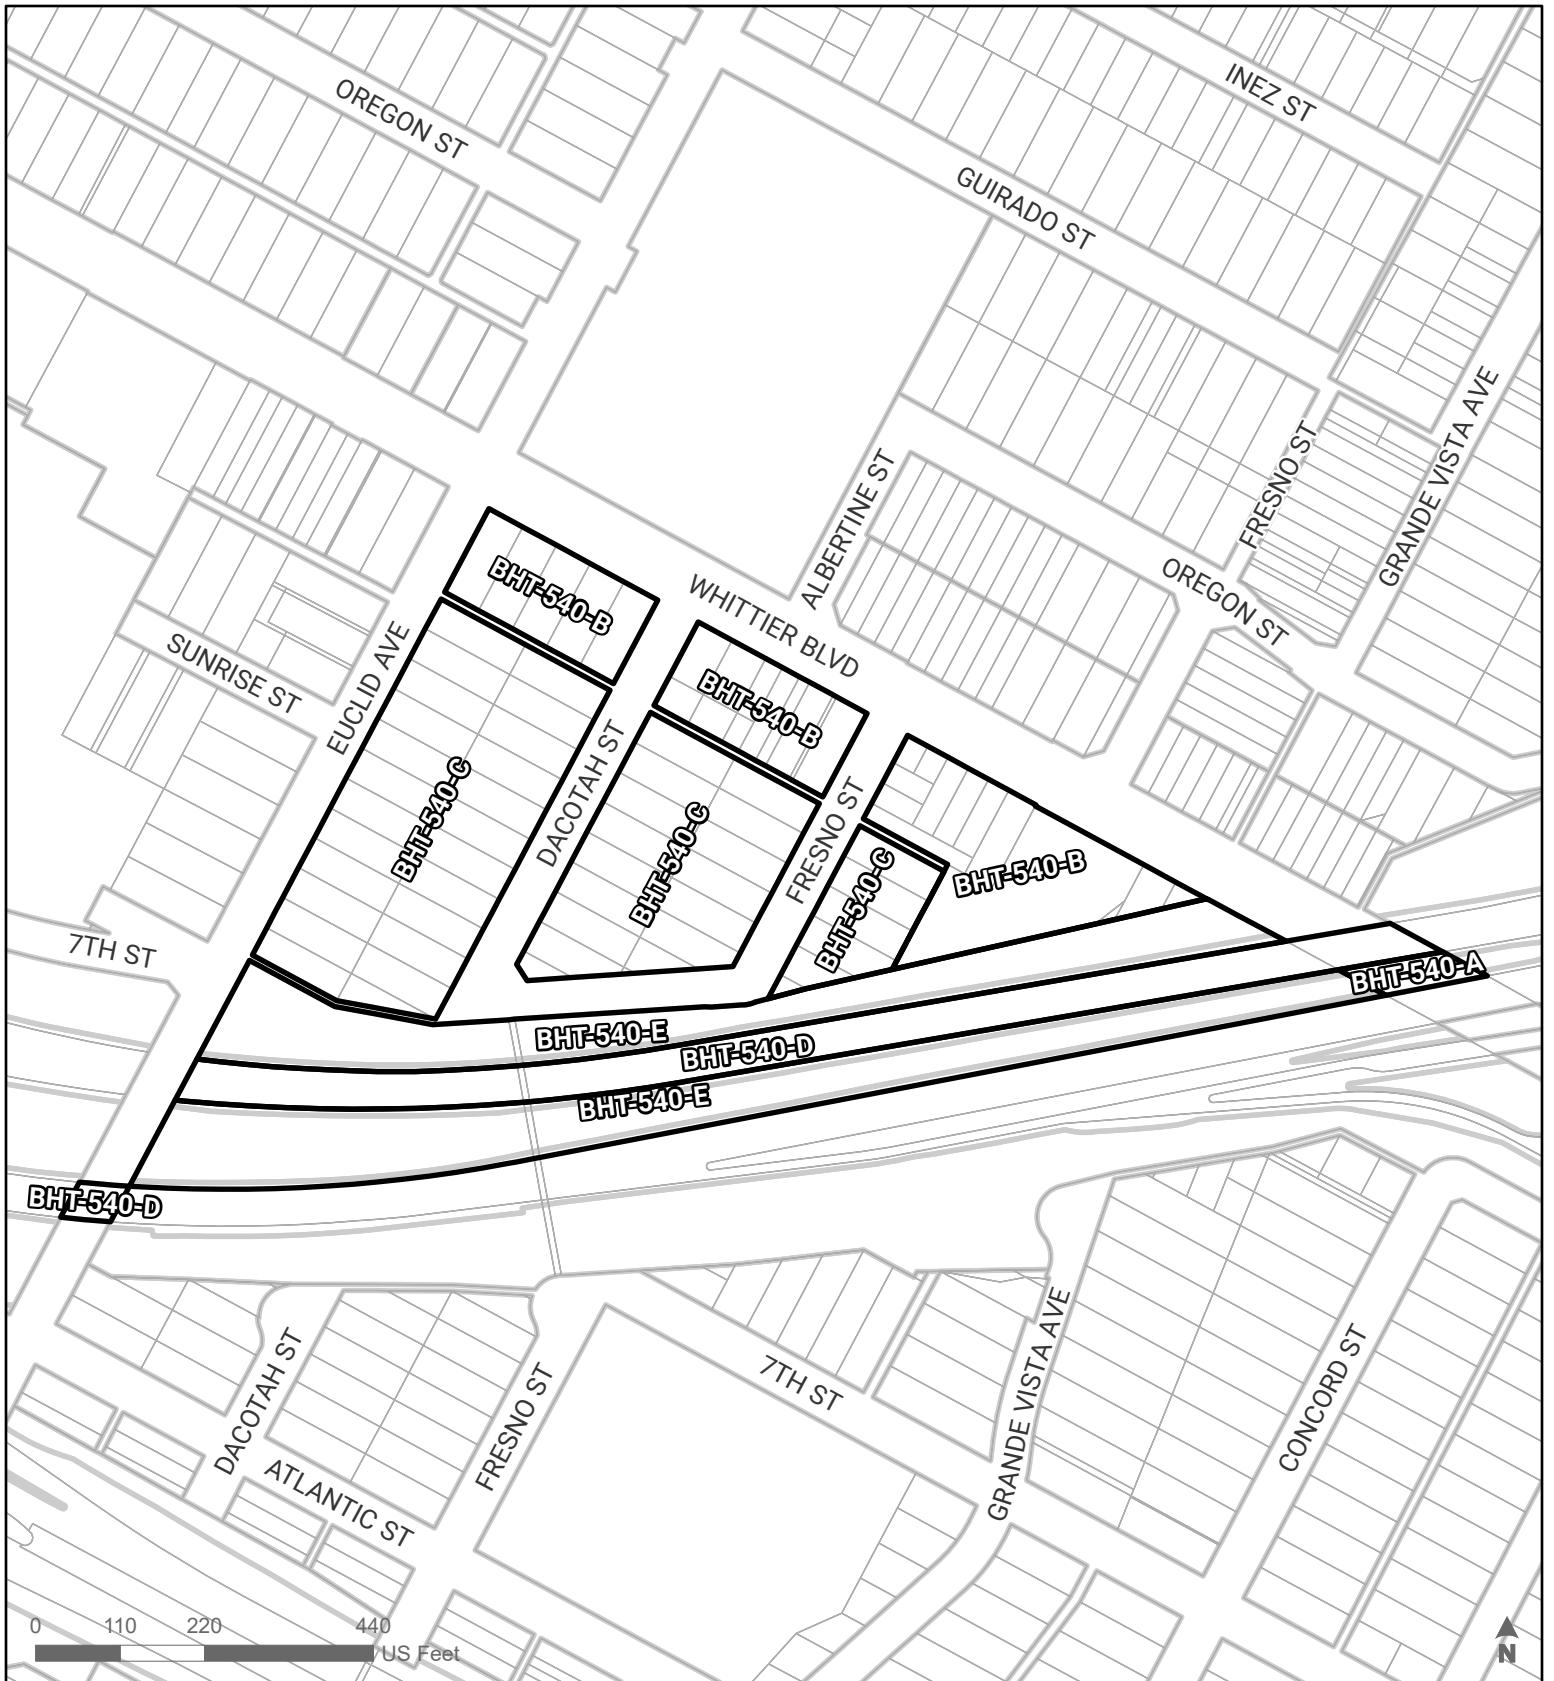 INEZ ST
OREGON ST
GUIRADO ST
GRANDE VISTA AVE
FRESNO ST
ALBERTINE ST
OREGON ST
BHT-540-B
WHITTIER BLVD
SUNRISE ST
EUCLID AVE
BHT-540-B
BHT-540-C
DACOTAH ST
BHT-540-C
FRESNO ST
BHT-540-C
BHT-540-B
7TH ST
BHT-540-A
BHT-540-E
BHT-540-D
BHT-540-E
BHT-540-D
DACOTAH ST
FRESNO ST
7TH ST
GRANDE VISTA AVE
CONCORD ST
ATLANTIC ST
0 110 220 440
US Feet
N